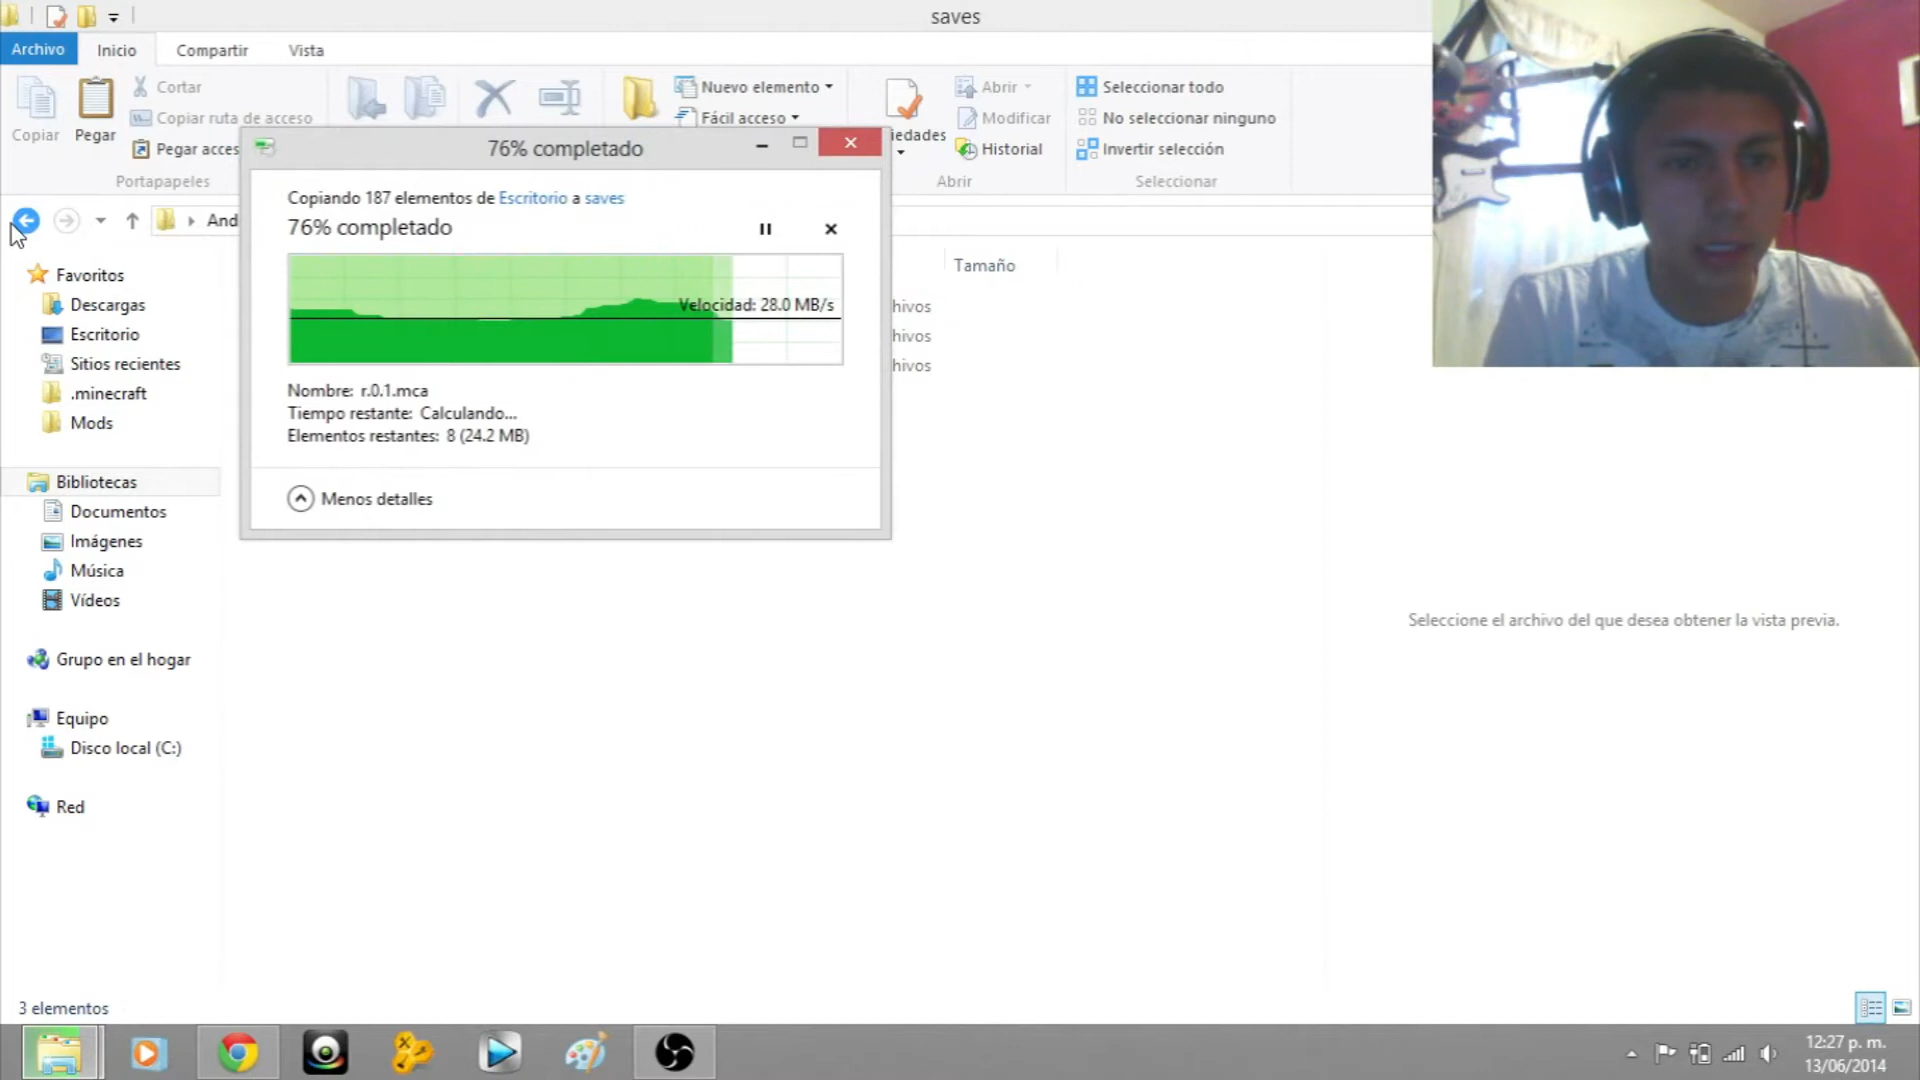 saves
Archivo
Inicio
Compartir
Vista
Copiar
Pegar
Cortar
Copiar ruta de acceso
Pegar acces
Portapapeles
Nuevo elemento
Fácil acceso
iedades
Abrir
Modificar
Historial
Abrir
Seleccionar todo
No seleccionar ninguno
Invertir selección
Seleccionar
And
76% completado
Copiando 187 elementos de Escritorio a saves
76% completado
Velocidad: 28.0 MB/s
Nombre: r.0.1.mca
Tiempo restante: Calculando...
Elementos restantes: 8 (24.2 MB)
Menos detalles
Tamaño
hivos
hivos
hivos
Favoritos
Descargas
Escritorio
Sitios recientes
.minecraft
Mods
Bibliotecas
Documentos
Imágenes
Música
Vídeos
Grupo en el hogar
Equipo
Disco local (C:)
Red
Seleccione el archivo del que desea obtener la vista previa.
3 elementos
12:27 p. m.
13/06/2014